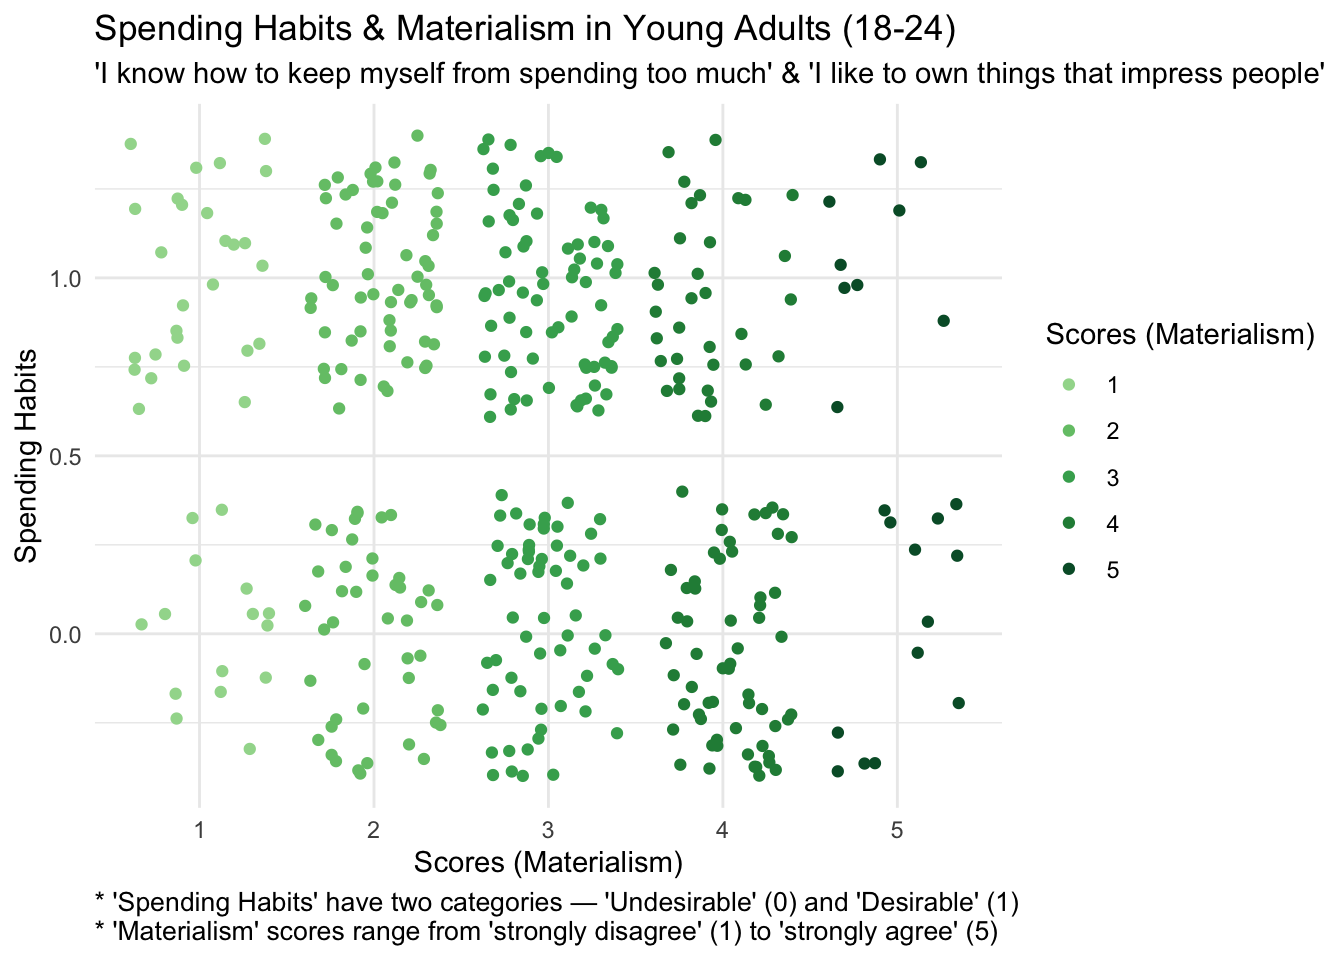 Spending Habits & Materialism in Young Adults (18-24)
'I know how to keep myself from spending too much' & 'I like to own things that impress people'
Spending Habits
1.0
0.5
0.0
1 2 3 4 5
Scores (Materialism)
Scores (Materialism)
1
2
3
4
5
* 'Spending Habits' have two categories — 'Undesirable' (0) and 'Desirable' (1)
* 'Materialism' scores range from 'strongly disagree' (1) to 'strongly agree' (5)